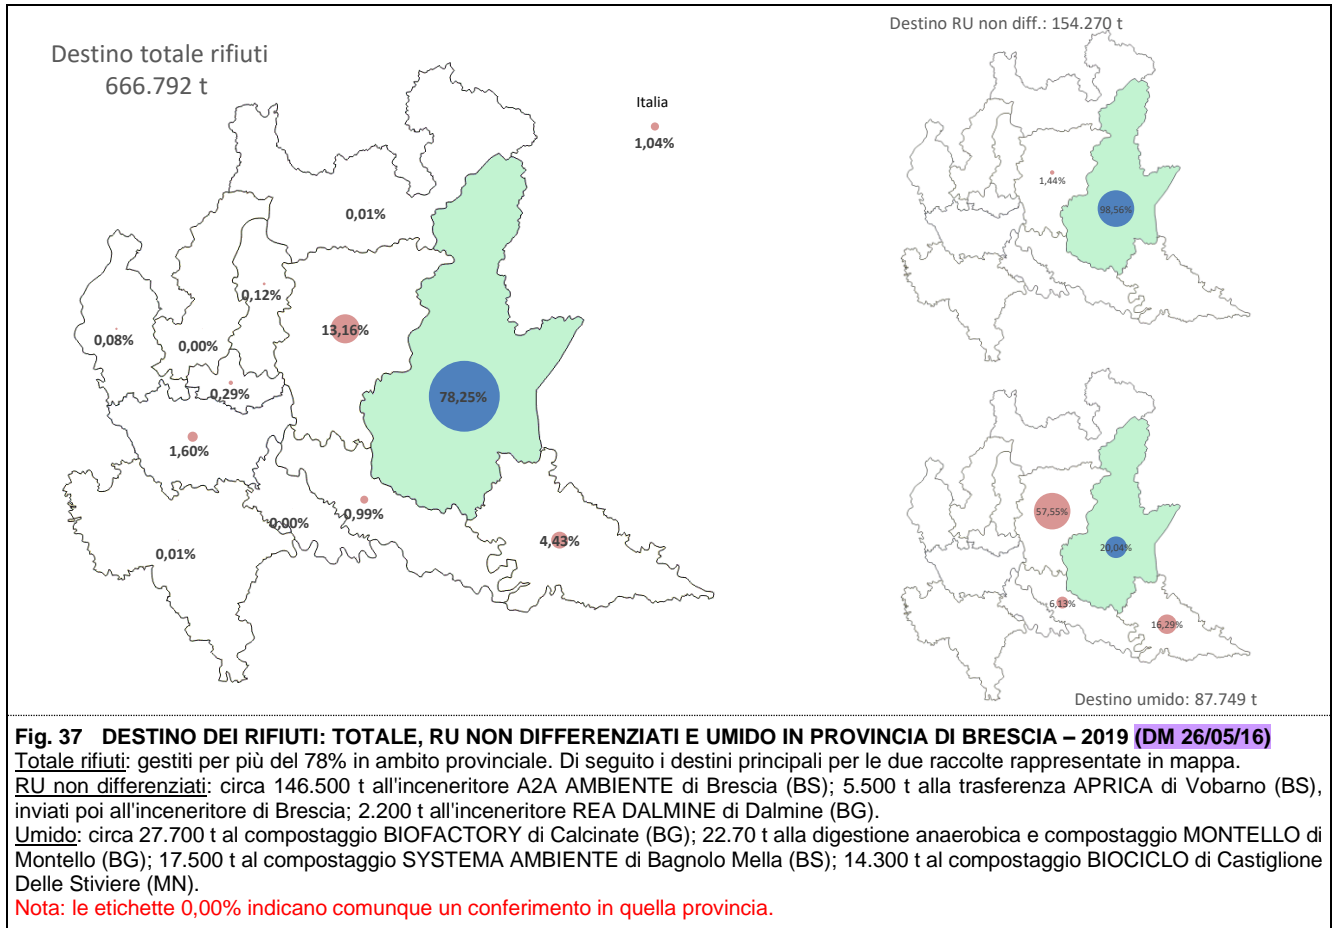 Destino totale rifiuti
666.792 t
Italia
1,04%
0,01%
0,12%
13,16%
0,08%
0,00%
0,29%
78,25%
1,60%
0,99%
0,00%
4,43%
0,01%
Destino RU non diff.: 154.270 t
1,44%
98,56%
57,55%
20,04%
6,13%
16,29%
Destino umido: 87.749 t
Fig. 37 DESTINO DEI RIFIUTI: TOTALE, RU NON DIFFERENZIATI E UMIDO IN PROVINCIA DI BRESCIA – 2019 (DM 26/05/16)
Totale rifiuti: gestiti per più del 78% in ambito provinciale. Di seguito i destini principali per le due raccolte rappresentate in mappa.
RU non differenziati: circa 146.500 t all'inceneritore A2A AMBIENTE di Brescia (BS); 5.500 t alla trasferenza APRICA di Vobarno (BS),
inviati poi all'inceneritore di Brescia; 2.200 t all'inceneritore REA DALMINE di Dalmine (BG).
Umido: circa 27.700 t al compostaggio BIOFACTORY di Calcinate (BG); 22.70 t alla digestione anaerobica e compostaggio MONTELLO di
Montello (BG); 17.500 t al compostaggio SYSTEMA AMBIENTE di Bagnolo Mella (BS); 14.300 t al compostaggio BIOCICLO di Castiglione
Delle Stiviere (MN).
Nota: le etichette 0,00% indicano comunque un conferimento in quella provincia.